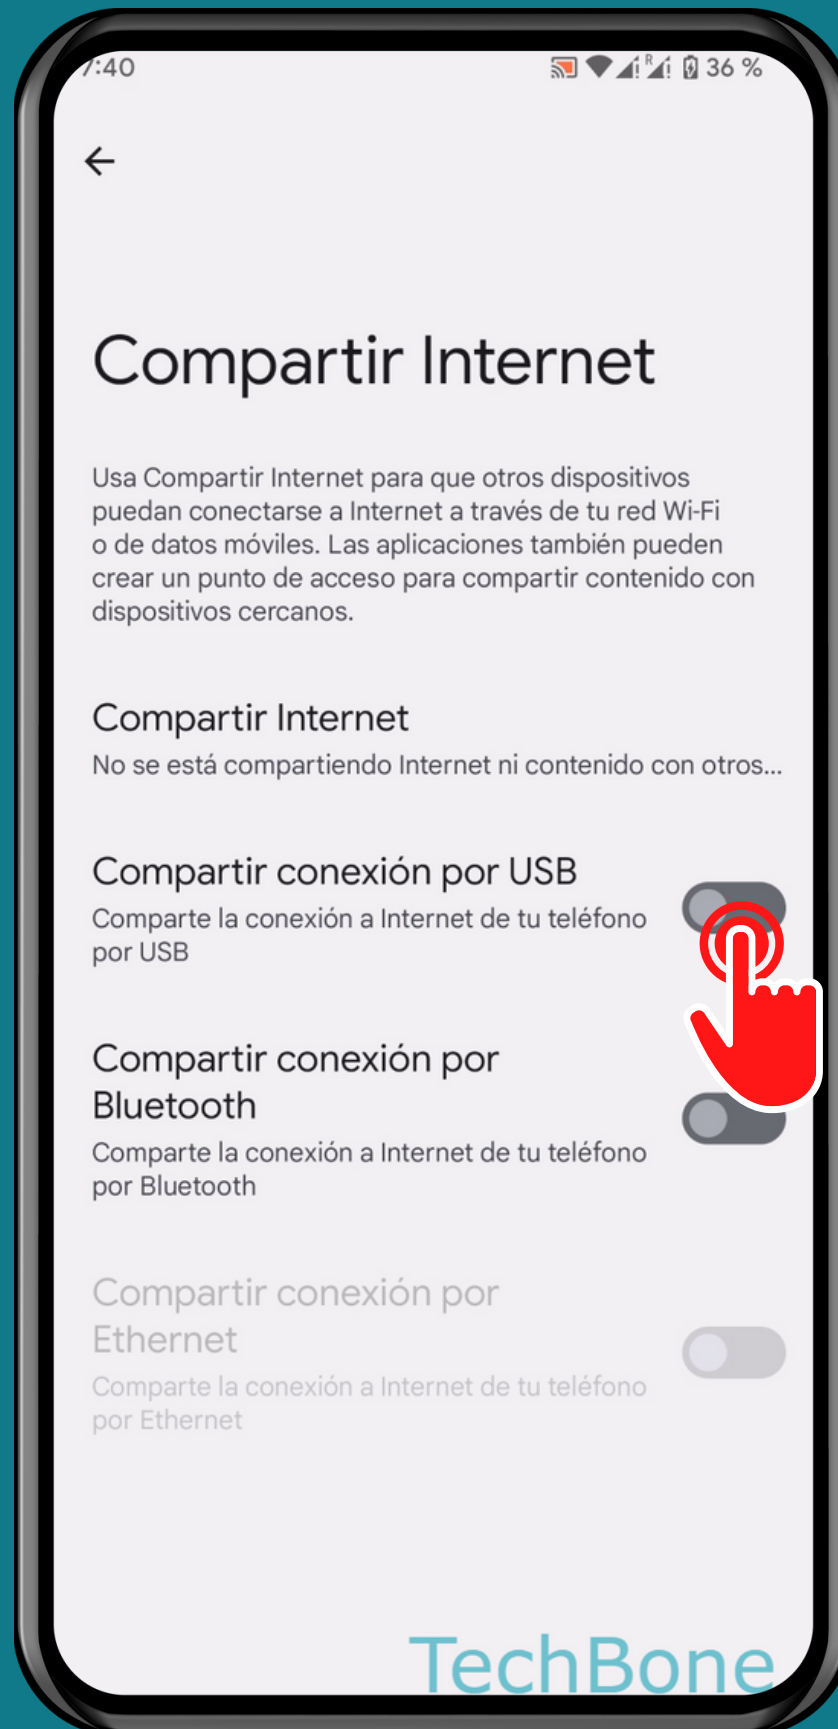 7:40
R
36 %
Compartir Internet
Usa Compartir Internet para que otros dispositivos
puedan conectarse a Internet a través de tu red Wi-Fi
o de datos móviles. Las aplicaciones también pueden
crear un punto de acceso para compartir contenido con
dispositivos cercanos.
Compartir Internet
No se está compartiendo Internet ni contenido con otros...
Compartir conexión por USB
Comparte la conexión a Internet de tu teléfono
por USB
Compartir conexión por
Bluetooth
Comparte la conexión a Internet de tu teléfono
por Bluetooth
Compartir conexión por
Ethernet
Comparte la conexión a Internet de tu teléfono
por Ethernet
TechBone